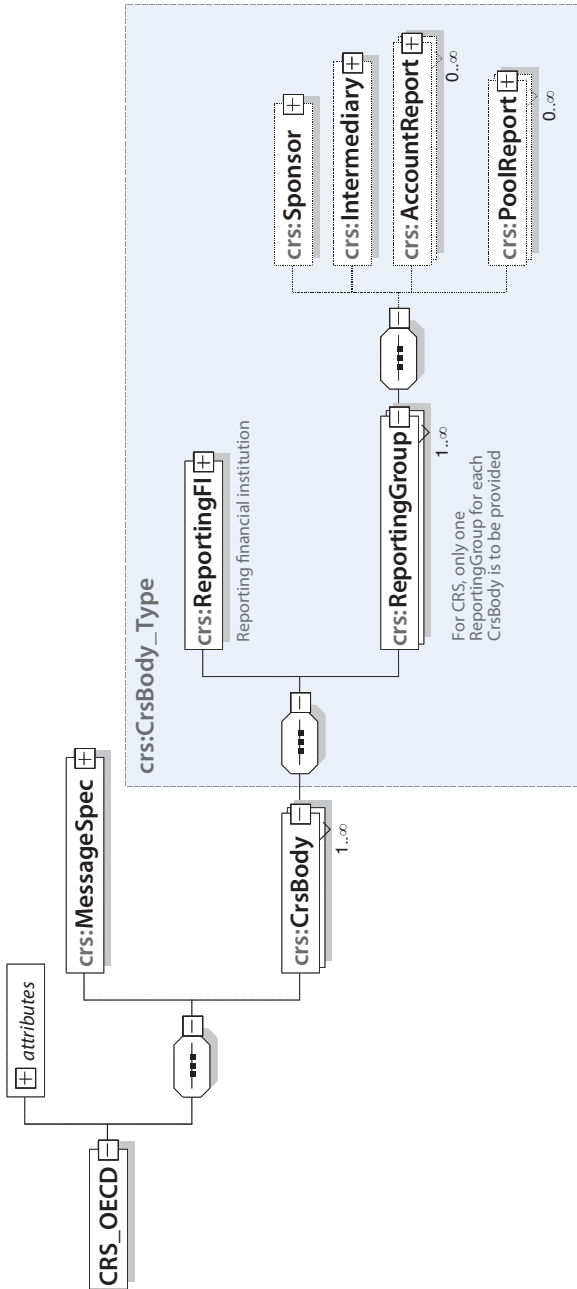 CRS_OECD
attributes
crs:MessageSpec
crs:CrsBody
1..∞
crs:CrsBody_Type
crs:ReportingFI
Reporting financial institution
crs:ReportingGroup
1..∞
For CRS, only one
ReportingGroup for each
CrsBody is to be provided
crs:Sponsor
crs:Intermediary
crs:AccountReport
0..∞
crs:PoolReport
0..∞